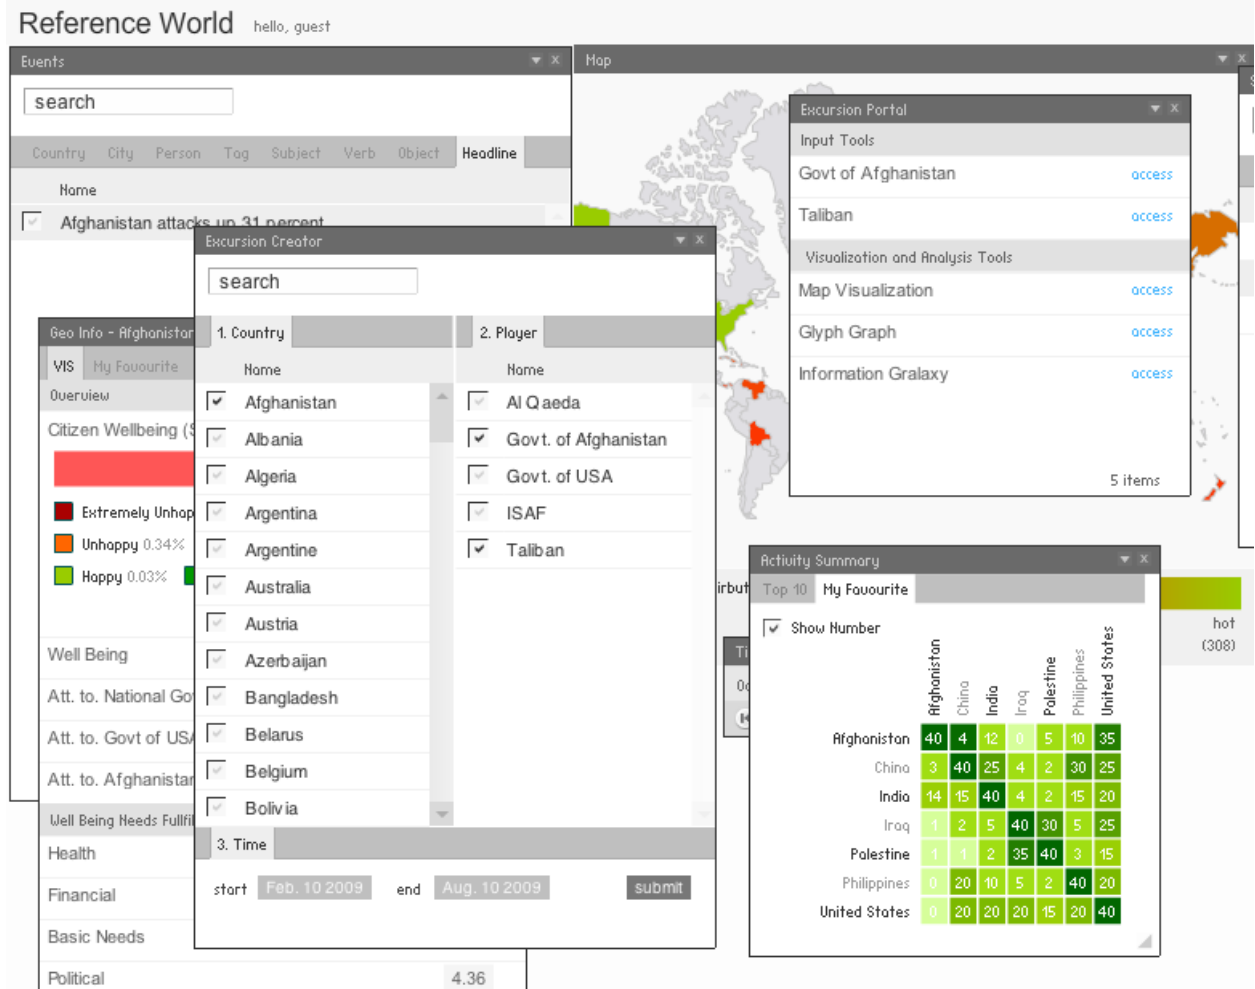 Reference World hello, guest
Events
search
Country City Person Tag Subject Verb Object Headline
Name
Afghanistan attacks up 31 percent
Map
Excursion Portal
Input Tools
Govt of Afghanistan access
Taliban access
Visualization and Analysis Tools
Map Visualization access
Glyph Graph access
Information Gralaxy access
5 items
Excursion Creator
search
1. Country 2. Player
Name Name
Afghanistan Al Qaeda
Albania Govt. of Afghanistan
Algeria Govt. of USA
Argentina ISAF
Argentine Taliban
Australia
Austria
Azerbaijan
Bangladesh
Belarus
Belgium
Bolivia
3. Time
start Feb. 10 2009 end Aug. 10 2009 submit
Geo Info - Afghanistan
VIS My Favourite
Overview
Citizen Wellbeing (S
Extremely Unhap
Unhappy 0.34%
Happy 0.03%
Well Being
Att. to. National Go
Att. to. Govt of USA
Att. to. Afghanistan
Well Being Needs Fullfil
Health
Financial
Basic Needs
Political 4.36
hot
(308)
Activity Summary
Top 10 My Favourite
Show Number
Afghanistan China India Iraq Palestine Philippines United States
Afghanistan 40 4 12 0 5 10 35
China 3 40 25 4 2 30 25
India 14 15 40 4 2 15 20
Iraq 1 2 5 40 30 5 25
Palestine 1 1 2 35 40 3 15
Philippines 0 20 10 5 2 40 20
United States 0 20 20 20 15 20 40